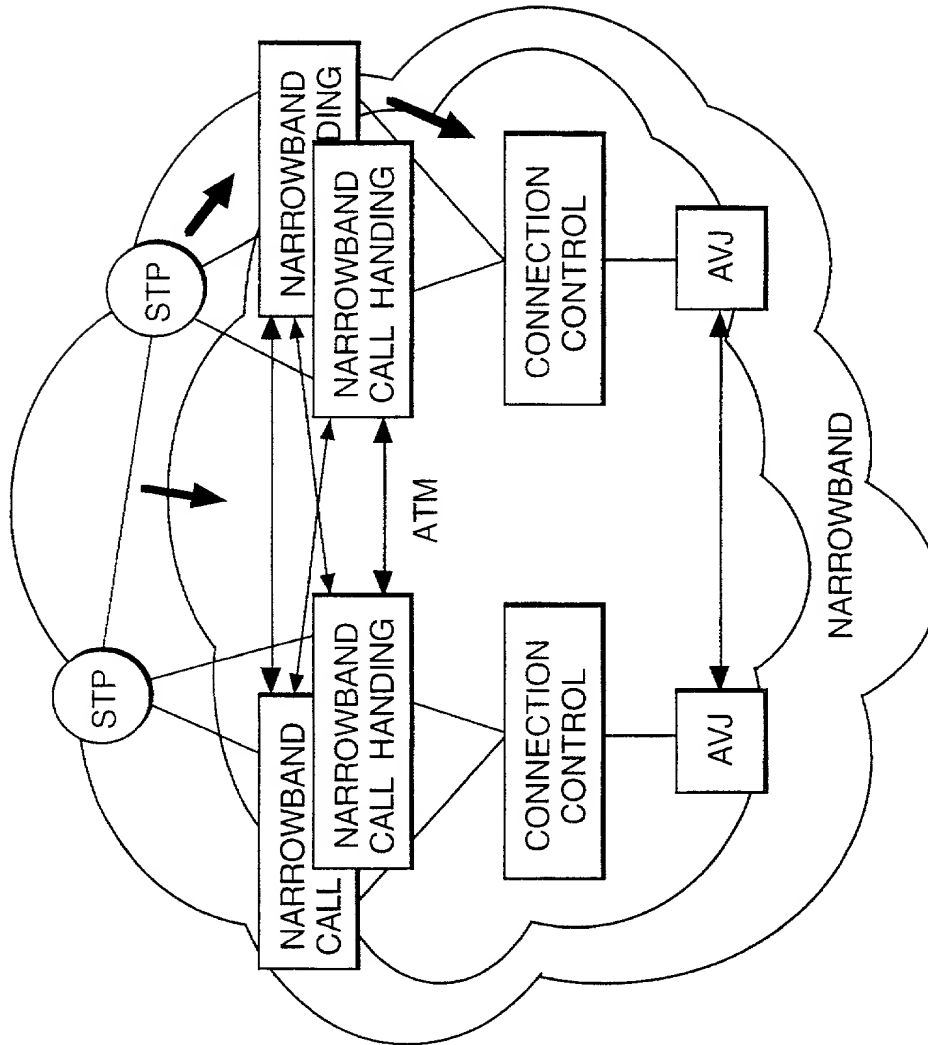 STP
STP
NARROWBAND
CALL
NARROWBAND
DING
NARROWBAND
CALL HANDING
NARROWBAND
CALL HANDING
ATM
CONNECTION
CONTROL
CONNECTION
CONTROL
AVJ
AVJ
NARROWBAND